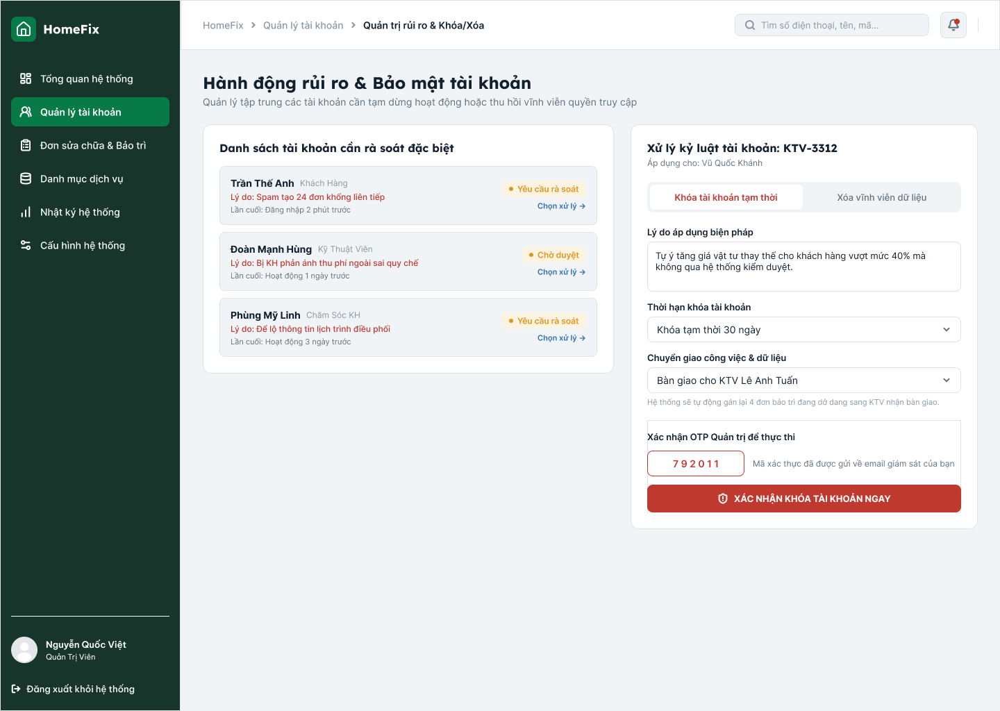 HomeFix
Tổng quan hệ thống
Quản lý tài khoản
Đơn sửa chữa & Bảo trì
Danh mục dịch vụ
Nhật ký hệ thống
Cấu hình hệ thống
Nguyễn Quốc Việt
Quản Trị Viên
Đăng xuất khỏi hệ thống
HomeFix > Quản lý tài khoản > Quản trị rủi ro & Khóa/Xóa
Tìm số điện thoại, tên, mã...
Hành động rủi ro & Bảo mật tài khoản
Quản lý tập trung các tài khoản cần tạm dừng hoạt động hoặc thu hồi vĩnh viễn quyền truy cập
Danh sách tài khoản cần rà soát đặc biệt
Trần Thế Anh Khách Hàng
Lý do: Spam tạo 24 đơn khống liên tiếp
Lần cuối: Đăng nhập 2 phút trước
Yêu cầu rà soát
Chọn xử lý →
Đoàn Mạnh Hùng Kỹ Thuật Viên
Lý do: Bị KH phản ánh thu phí ngoài sai quy chế
Lần cuối: Hoạt động 1 ngày trước
Chờ duyệt
Chọn xử lý →
Phùng Mỹ Linh Chăm Sóc KH
Lý do: Để lộ thông tin lịch trình điều phối
Lần cuối: Hoạt động 3 ngày trước
Yêu cầu rà soát
Chọn xử lý →
Xử lý kỷ luật tài khoản: KTV-3312
Áp dụng cho: Vũ Quốc Khánh
Khóa tài khoản tạm thời
Xóa vĩnh viễn dữ liệu
Lý do áp dụng biện pháp
Tự ý tăng giá vật tư thay thế cho khách hàng vượt mức 40% mà
không qua hệ thống kiểm duyệt.
Thời hạn khóa tài khoản
Khóa tạm thời 30 ngày
Chuyển giao công việc & dữ liệu
Bàn giao cho KTV Lê Anh Tuấn
Hệ thống sẽ tự động gán lại 4 đơn bảo trì đang dở dang sang KTV nhận bàn giao.
Xác nhận OTP Quản trị để thực thi
792011
Mã xác thực đã được gửi về email giám sát của bạn
XÁC NHẬN KHÓA TÀI KHOẢN NGAY